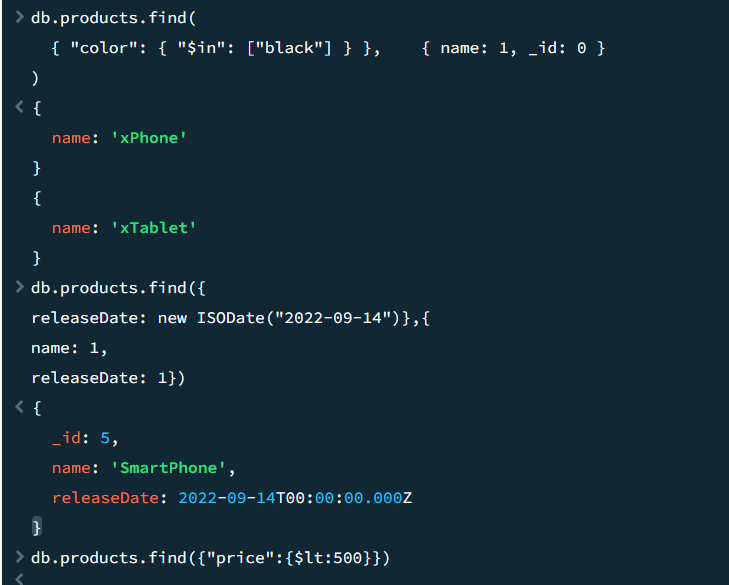 > db.products.find(
{ "color": { "$in": ["black"] } },    { name: 1, _id: 0 }
)
< {
name: 'xPhone'
}
{
name: 'xTablet'
}
> db.products.find({
releaseDate: new ISODate("2022-09-14")},{
name: 1,
releaseDate: 1})
< {
_id: 5,
name: 'SmartPhone',
releaseDate: 2022-09-14T00:00:00.000Z
}
> db.products.find({"price":{$lt:500}})
<